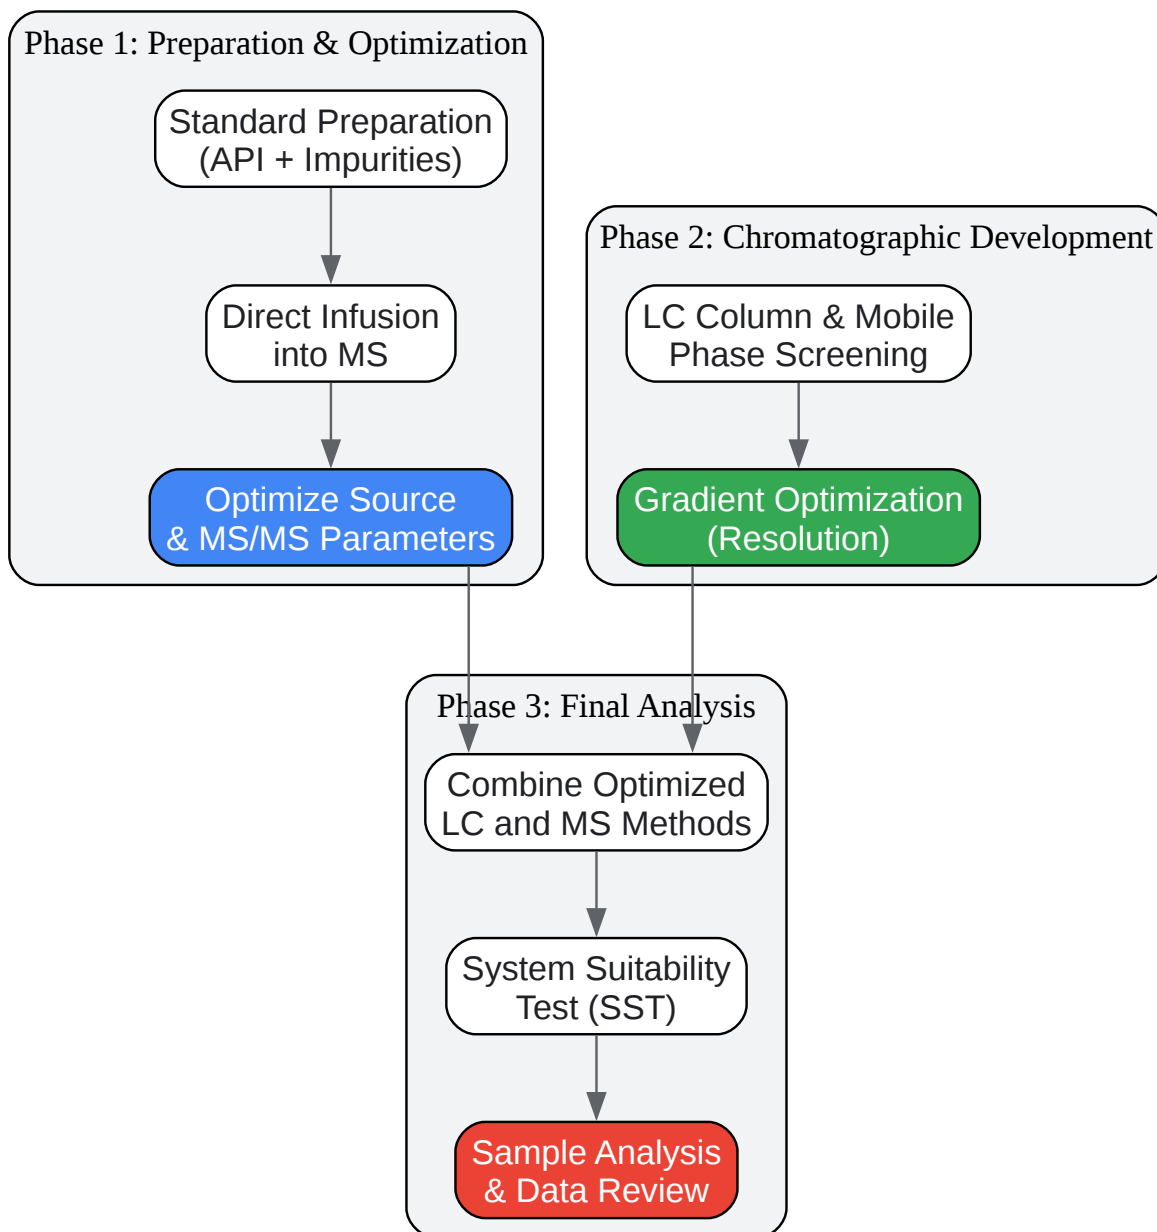 Phase 1: Preparation & Optimization
Standard Preparation
(API + Impurities)
Direct Infusion
into MS
Optimize Source
& MS/MS Parameters
Phase 2: Chromatographic Development
LC Column & Mobile
Phase Screening
Gradient Optimization
(Resolution)
Phase 3: Final Analysis
Combine Optimized
LC and MS Methods
System Suitability
Test (SST)
Sample Analysis
& Data Review